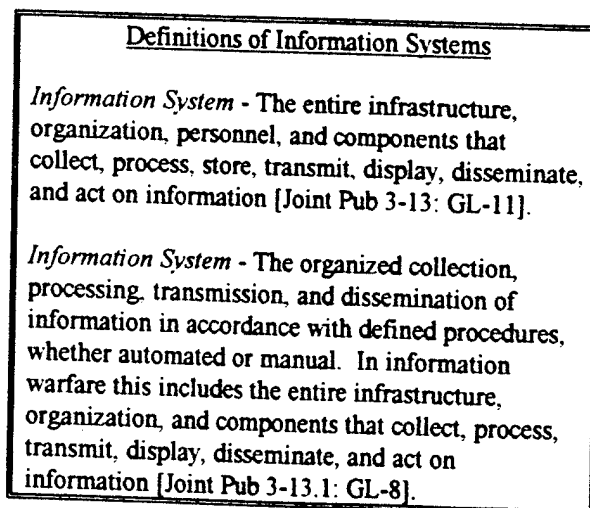 Definitions of Information Systems
Information System - The entire infrastructure,
organization, personnel, and components that
collect, process, store, transmit, display, disseminate,
and act on information [Joint Pub 3-13: GL-11].
Information System - The organized collection,
processing, transmission, and dissemination of
information in accordance with defined procedures,
whether automated or manual. In information
warfare this includes the entire infrastructure,
organization, and components that collect, process,
transmit, display, disseminate, and act on
information [Joint Pub 3-13.1: GL-8].